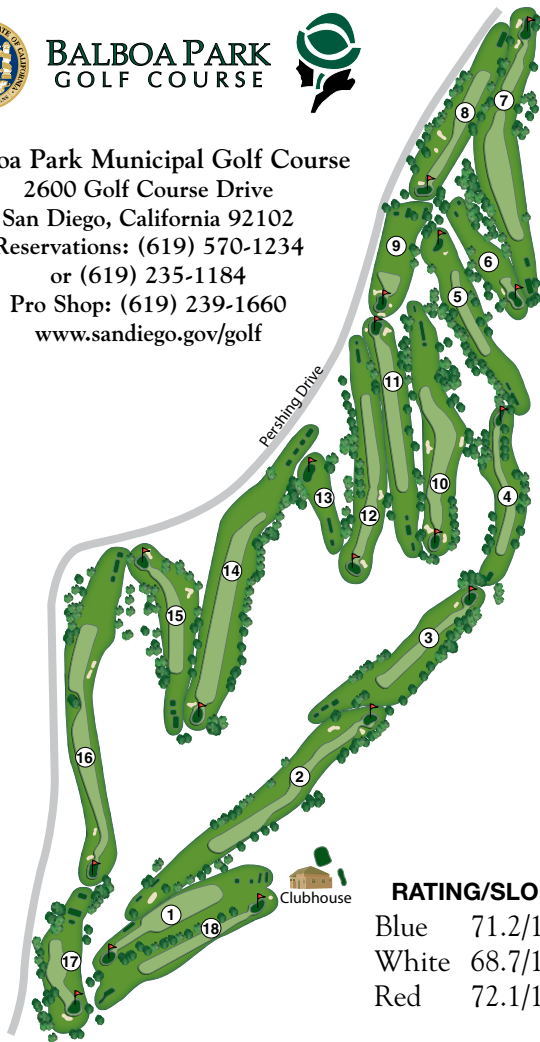 BALBOA PARK
GOLF COURSE
oa Park Municipal Golf Course
2600 Golf Course Drive
San Diego, California 92102
Reservations: (619) 570-1234
or (619) 235-1184
Pro Shop: (619) 239-1660
www.sandiego.gov/golf
Pershing Drive
7
8
9
6
5
11
10
4
13
12
14
15
3
16
2
Clubhouse
1
18
17
RATING/SLO
Blue 71.2/1
White 68.7/1
Red 72.1/1